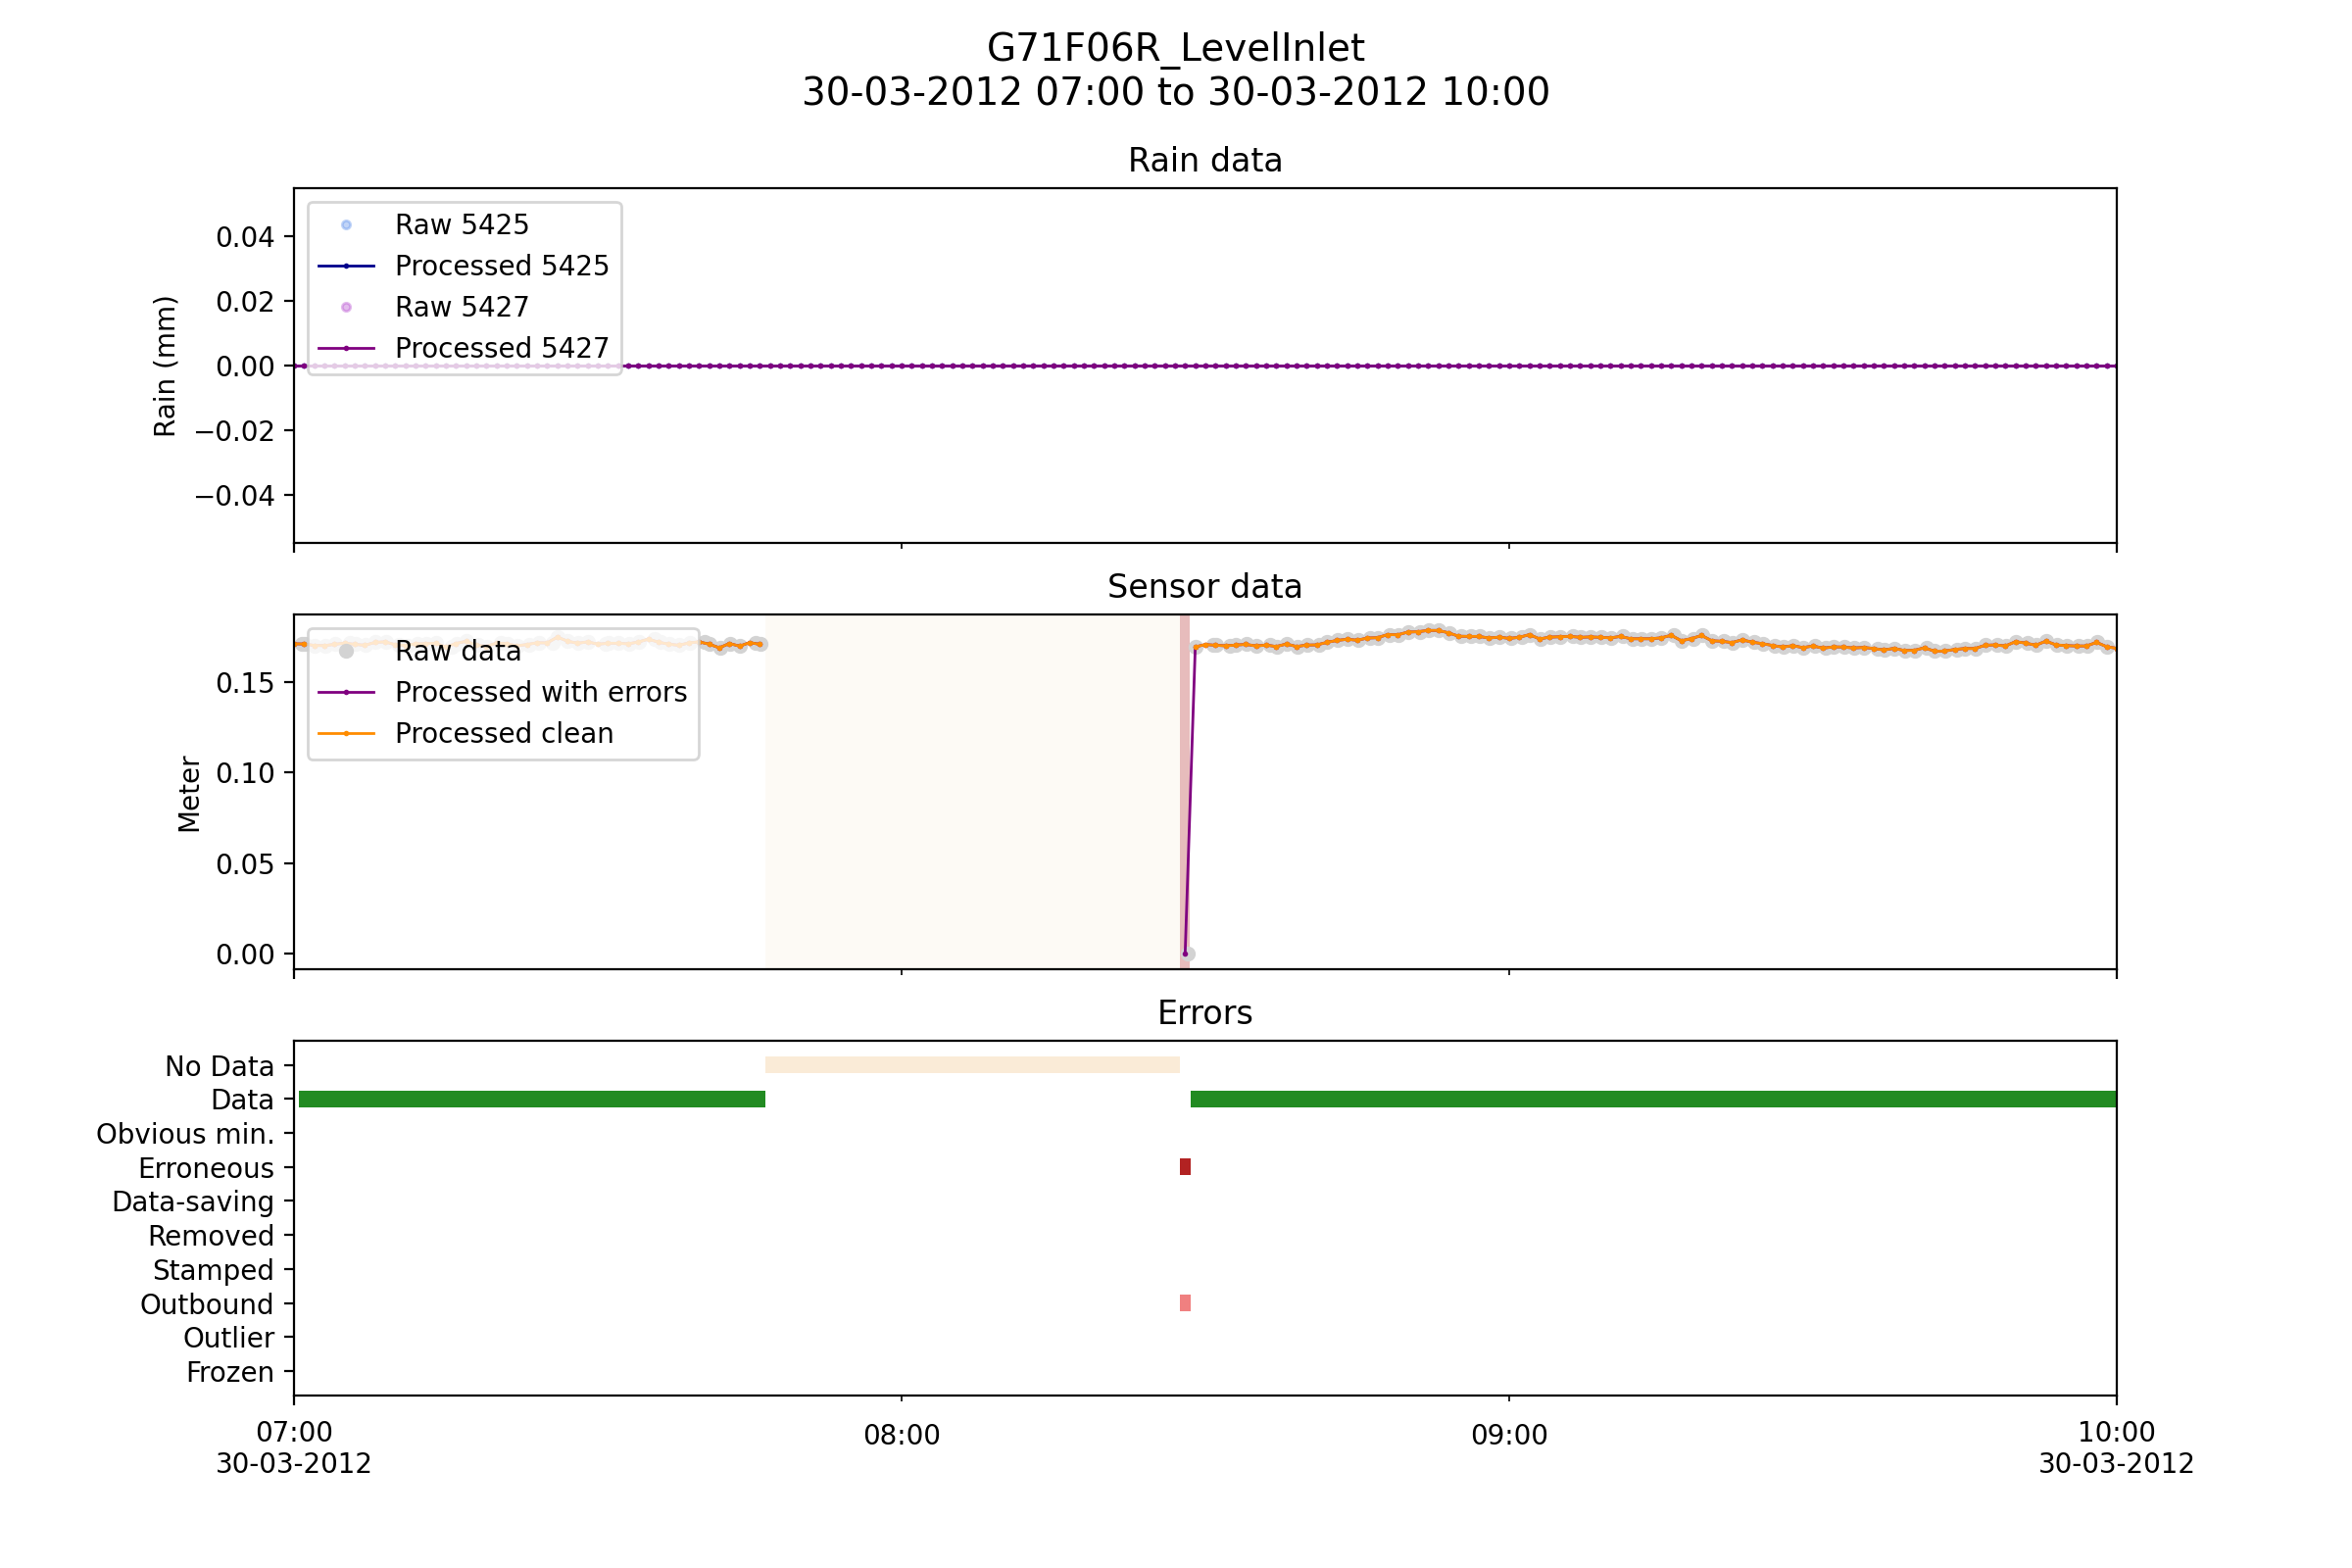 G71F06R_LevelInlet
30-03-2012 07:00 to 30-03-2012 10:00
Rain data
Raw 5425
Processed 5425
Raw 5427
Processed 5427
0.04
0.02
0.00
−0.02
−0.04
Rain (mm)
Sensor data
Raw data
Processed with errors
Processed clean
0.15
0.10
0.05
0.00
Meter
Errors
No Data
Data
Obvious min.
Erroneous
Data-saving
Removed
Stamped
Outbound
Outlier
Frozen
07:00
30-03-2012
08:00
09:00
10:00
30-03-2012